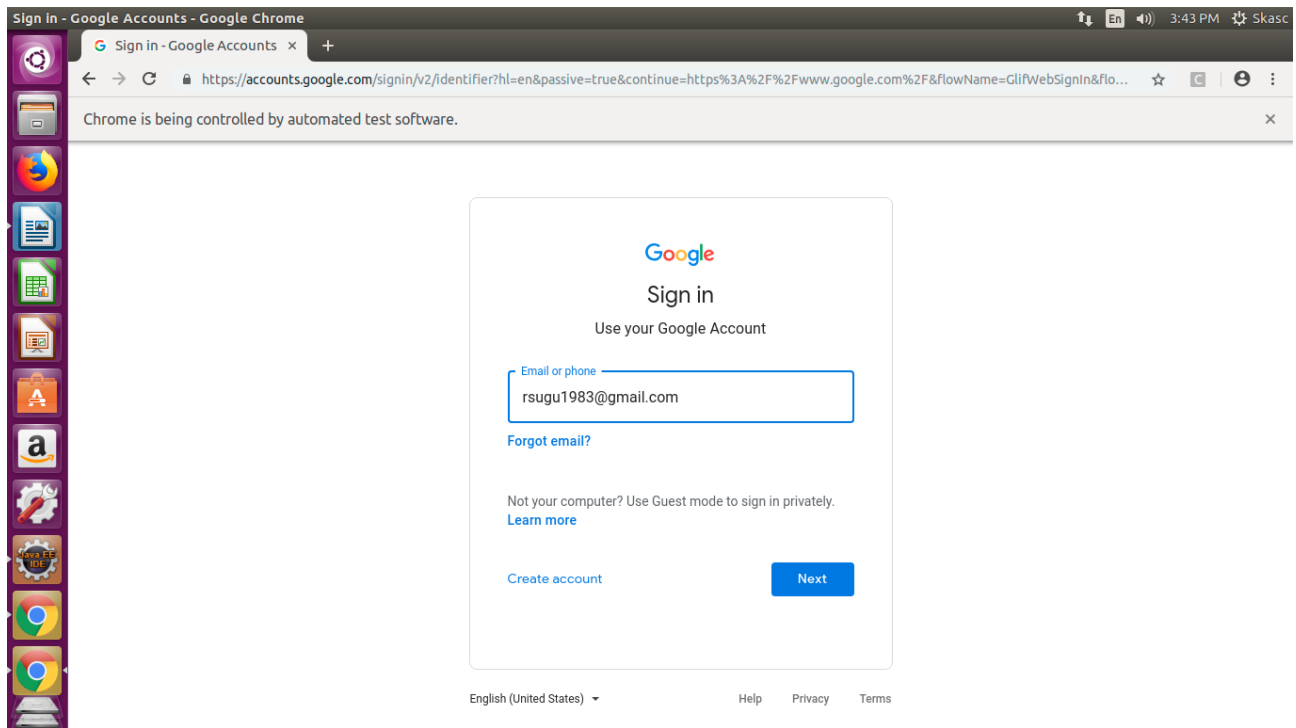 Sign in - Google Accounts - Google Chrome
En
3:43 PM
Skasc
Sign in - Google Accounts
https://accounts.google.com/signin/v2/identifier?hl=en&passive=true&continue=https%3A%2F%2Fwww.google.com%2F&flowName=GlifWebSignIn&flo...
Chrome is being controlled by automated test software.
Google
Sign in
Use your Google Account
Email or phone
rsugu1983@gmail.com
Forgot email?
Not your computer? Use Guest mode to sign in privately.
Learn more
Create account
Next
English (United States)
Help
Privacy
Terms
A
a
Java EE
IDE